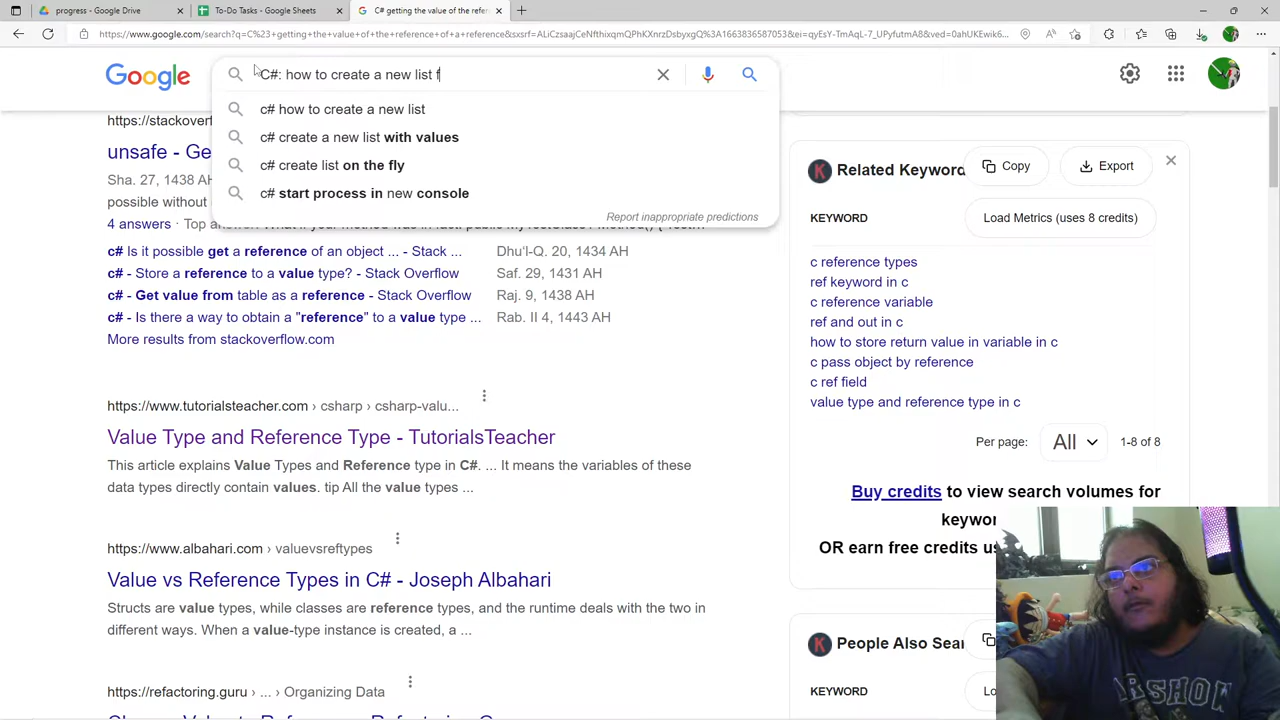 progress - Google Drive
To-Do Tasks - Google Sheets
C# getting the value of the refer
https://www.google.com/search?q=C%23+getting+the+value+of+the+reference+of+a+reference&sxsrf=ALiCzsaajCeNfthixqmQPhKXnrzDsbyxgQ%3A1663836587053&ei=qyEsY-TmAqL-7_UPyfutmA8&ved=0ahUKEwik6...
Google
C#: how to create a new list f
c# how to create a new list
c# create a new list with values
c# create list on the fly
c# start process in new console
Report inappropriate predictions
https://stackoverf
unsafe - Ge
Sha. 27, 1438 AH
possible without
4 answers · Top
c# Is it possible get a reference of an object ... - Stack ...
Dhuʻl-Q. 20, 1434 AH
c# - Store a reference to a value type? - Stack Overflow
Saf. 29, 1431 AH
c# - Get value from table as a reference - Stack Overflow
Raj. 9, 1438 AH
c# - Is there a way to obtain a "reference" to a value type ...
Rab. II 4, 1443 AH
More results from stackoverflow.com
https://www.tutorialsteacher.com › csharp › csharp-valu...
Value Type and Reference Type - TutorialsTeacher
This article explains Value Types and Reference type in C#. ... It means the variables of these
data types directly contain values. tip All the value types ...
https://www.albahari.com › valuevsreftypes
Value vs Reference Types in C# - Joseph Albahari
Structs are value types, while classes are reference types, and the runtime deals with the two in
different ways. When a value-type instance is created, a ...
https://refactoring.guru › ... › Organizing Data
Related Keyword
Copy
Export
KEYWORD
Load Metrics (uses 8 credits)
c reference types
ref keyword in c
c reference variable
ref and out in c
how to store return value in variable in c
c pass object by reference
c ref field
value type and reference type in c
Per page:
All
1-8 of 8
Buy credits to view search volumes for
keywor
OR earn free credits us
People Also Sear
KEYWORD
Lo